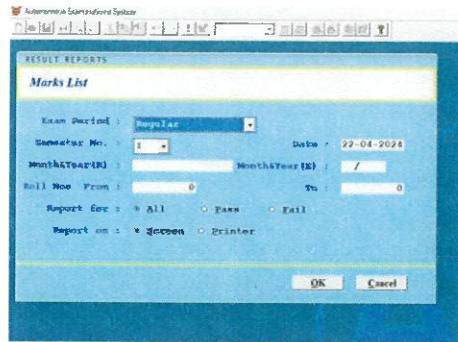 Autonomous Examinations System
RESULT REPORTS
Marks List
Exam Period : Regular
Semester No. : 1 Date : 22-04-2024
Month&Year(R) : Month&Year(E) : /
Roll Nos From : 0 To : 0
Report for : All Pass Fail
Report on : Screen Printer
OK Cancel